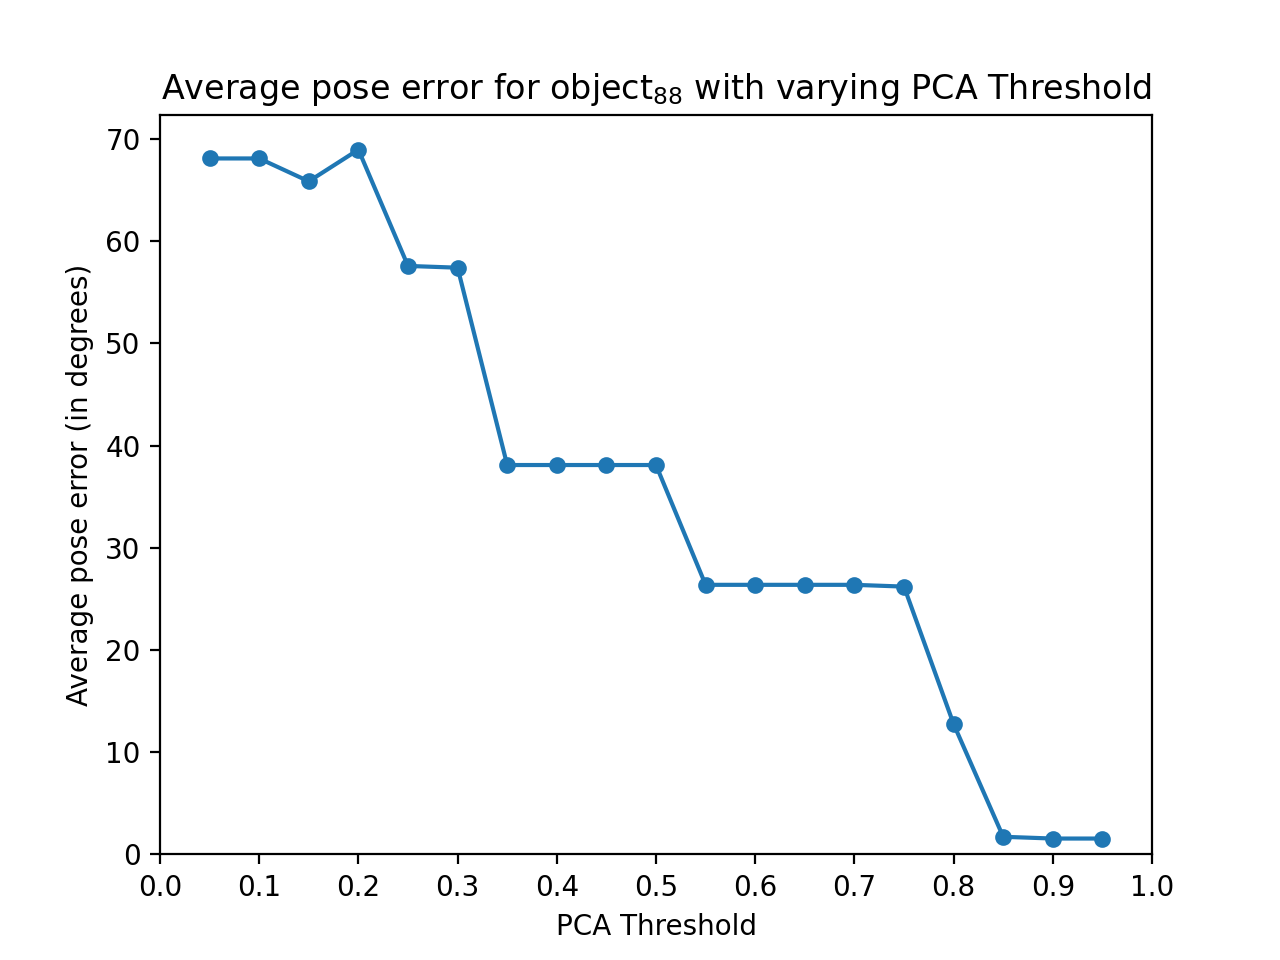 Average pose error for object₈₈ with varying PCA Threshold
70
60
50
40
30
20
10
0
Average pose error (in degrees)
0.0 0.1 0.2 0.3 0.4 0.5 0.6 0.7 0.8 0.9 1.0
PCA Threshold